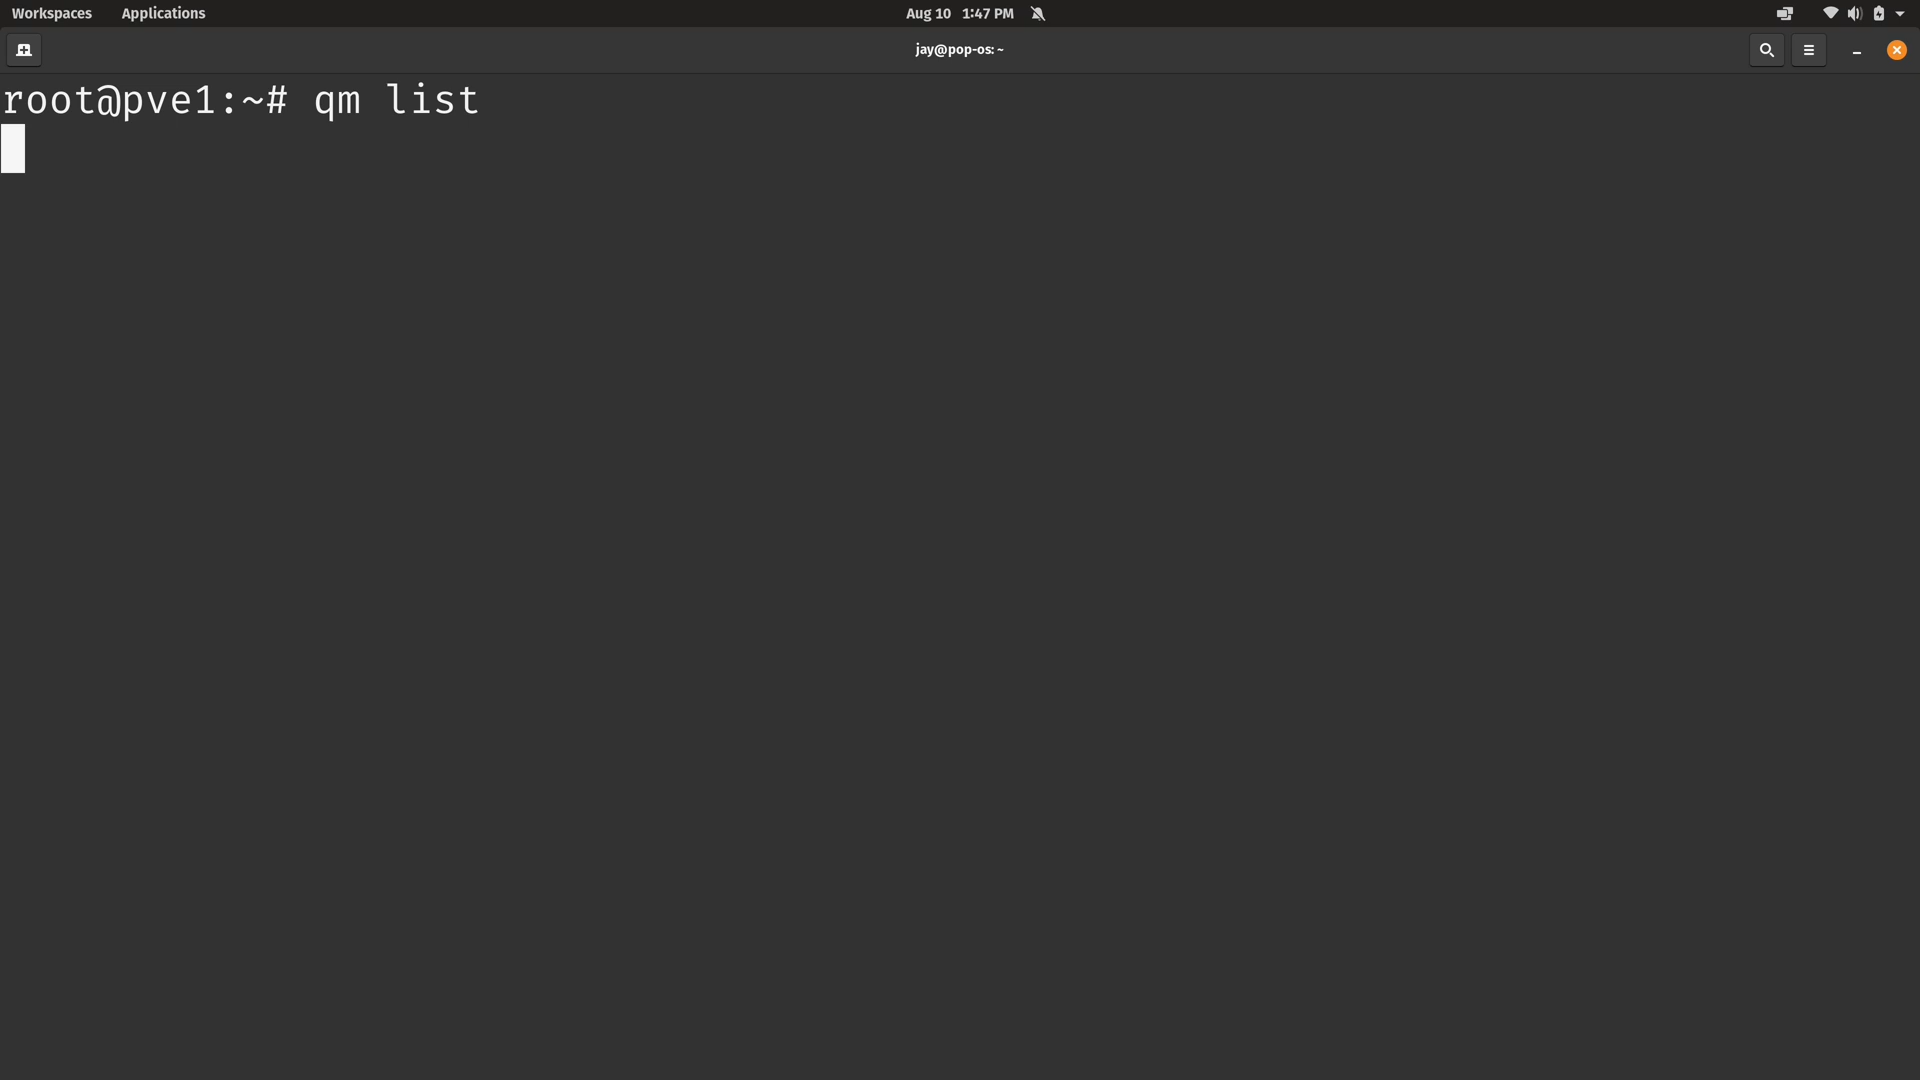 Workspaces Applications Aug 10 1:47 PM
jay@pop-os: ~
root@pve1:~# qm list